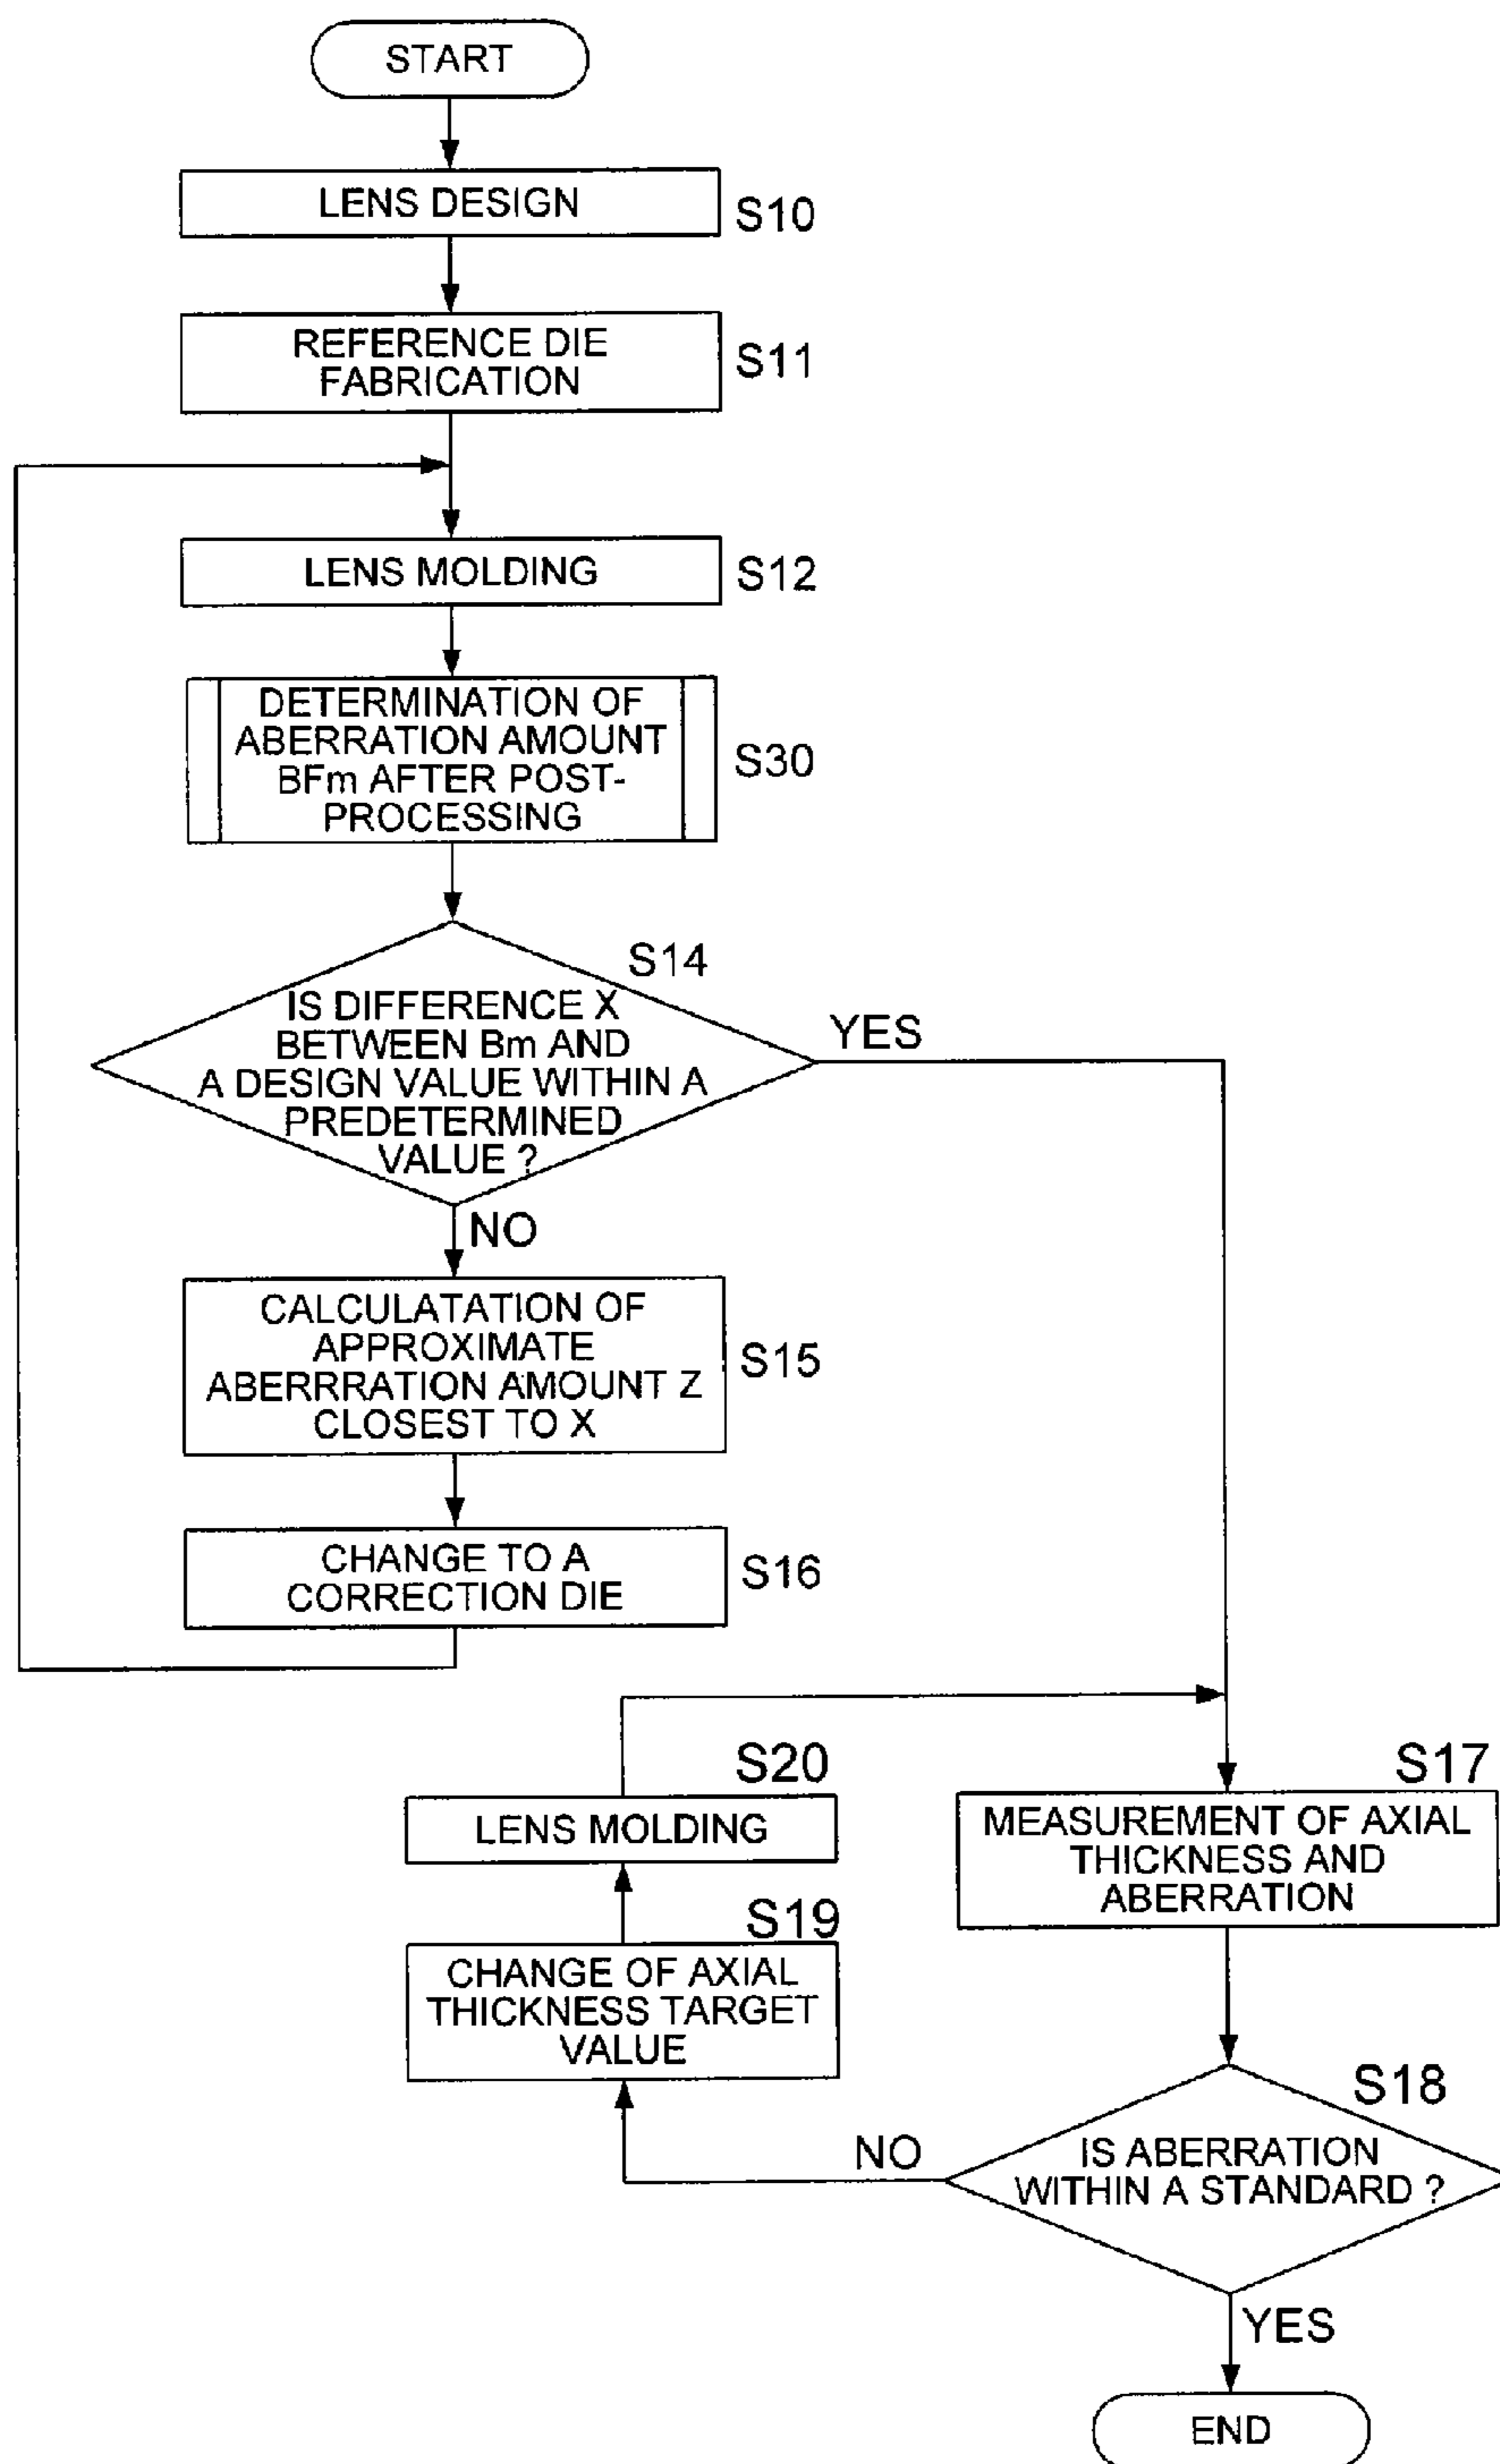 START
LENS DESIGN
S10
REFERENCE DIE
FABRICATION
S11
LENS MOLDING
S12
DETERMINATION OF
ABERRATION AMOUNT
BFm AFTER POST-
PROCESSING
S30
S14
IS DIFFERENCE X
BETWEEN Bm AND
A DESIGN VALUE WITHIN A
PREDETERMINED
VALUE ?
YES
NO
CALCULATATION OF
APPROXIMATE
ABERRRATION AMOUNT Z
CLOSEST TO X
S15
CHANGE TO A
CORRECTION DIE
S16
S20
LENS MOLDING
S17
MEASUREMENT OF AXIAL
THICKNESS AND
ABERRATION
S19
CHANGE OF AXIAL
THICKNESS TARGET
VALUE
S18
IS ABERRATION
WITHIN A STANDARD ?
NO
YES
END